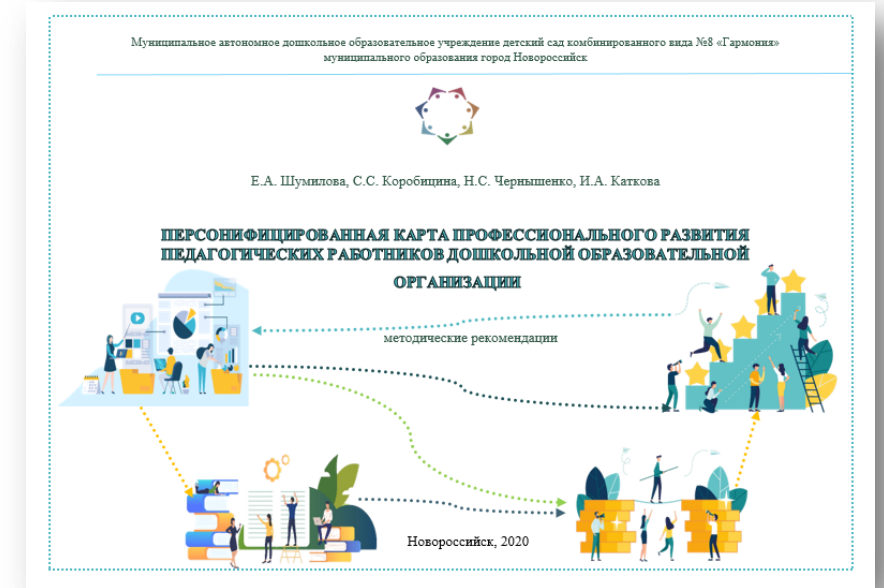 Муниципальное автономное дошкольное образовательное учреждение детский сад комбинированного вида №8 «Гармония»
муниципального образования город Новороссийск
Е.А. Шумилова, С.С. Коробицина, Н.С. Чернышенко, И.А. Каткова
ПЕРСОНИФИЦИРОВАННАЯ КАРТА ПРОФЕССИОНАЛЬНОГО РАЗВИТИЯ
ПЕДАГОГИЧЕСКИХ РАБОТНИКОВ ДОШКОЛЬНОЙ ОБРАЗОВАТЕЛЬНОЙ
ОРГАНИЗАЦИИ
методические рекомендации
Новороссийск, 2020